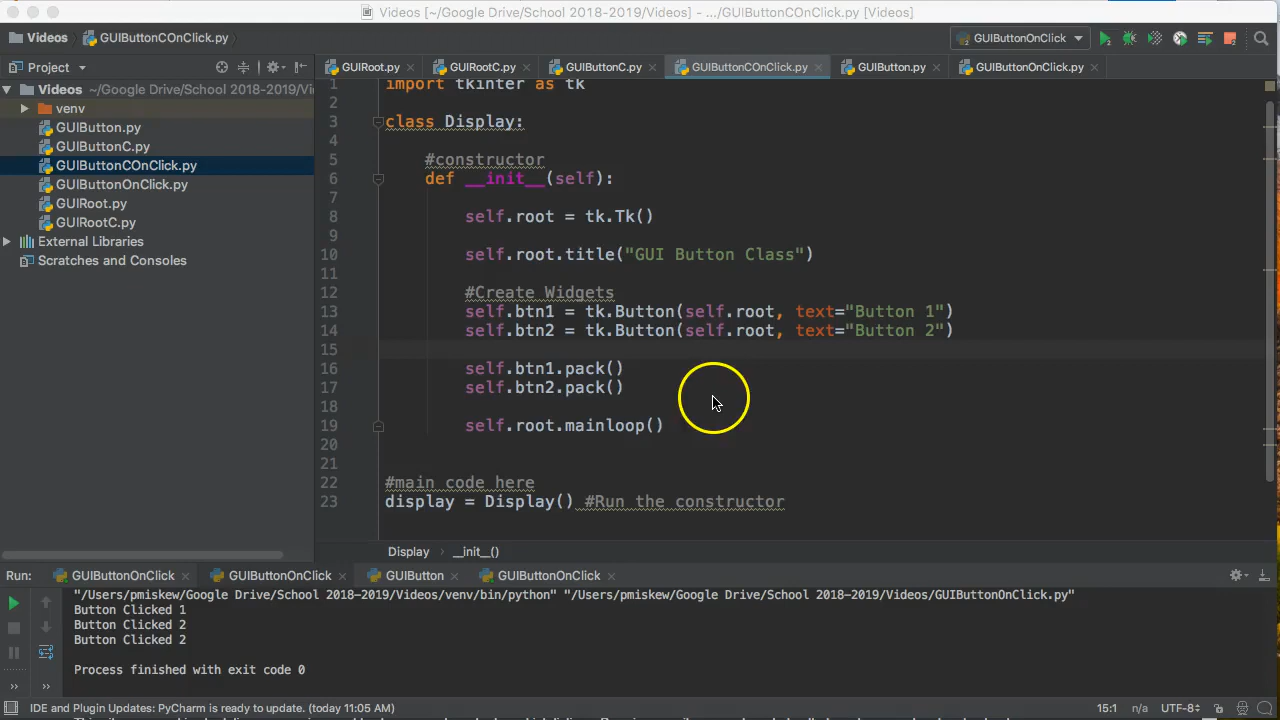 Videos [~/Google Drive/School 2018-2019/Videos] - .../GUIButtonCOnClick.py [Videos]
Videos GUIButtonCOnClick.py GUIButtonOnClick
Project GUIRoot.py GUIRootC.py GUIButtonC.py GUIButtonCOnClick.py GUIButton.py GUIButtonOnClick.py
Videos ~/Google Drive/School 2018-2019/Vi
venv
GUIButton.py
GUIButtonC.py
GUIButtonCOnClick.py
GUIButtonOnClick.py
GUIRoot.py
GUIRootC.py
External Libraries
Scratches and Consoles
1 import tkinter as tk
2
3 class Display:
4
5 #constructor
6 def __init__(self):
7
8 self.root = tk.Tk()
9
10 self.root.title("GUI Button Class")
11
12 #Create Widgets
13 self.btn1 = tk.Button(self.root, text="Button 1")
14 self.btn2 = tk.Button(self.root, text="Button 2")
15
16 self.btn1.pack()
17 self.btn2.pack()
18
19 self.root.mainloop()
20
21
22 #main code here
23 display = Display() #Run the constructor
Display __init__()
Run: GUIButtonOnClick GUIButtonOnClick GUIButton GUIButtonOnClick
"/Users/pmiskew/Google Drive/School 2018-2019/Videos/venv/bin/python" "/Users/pmiskew/Google Drive/School 2018-2019/Videos/GUIButtonOnClick.py"
Button Clicked 1
Button Clicked 2
Button Clicked 2
Process finished with exit code 0
IDE and Plugin Updates: PyCharm is ready to update. (today 11:05 AM) 15:1 n/a UTF-8